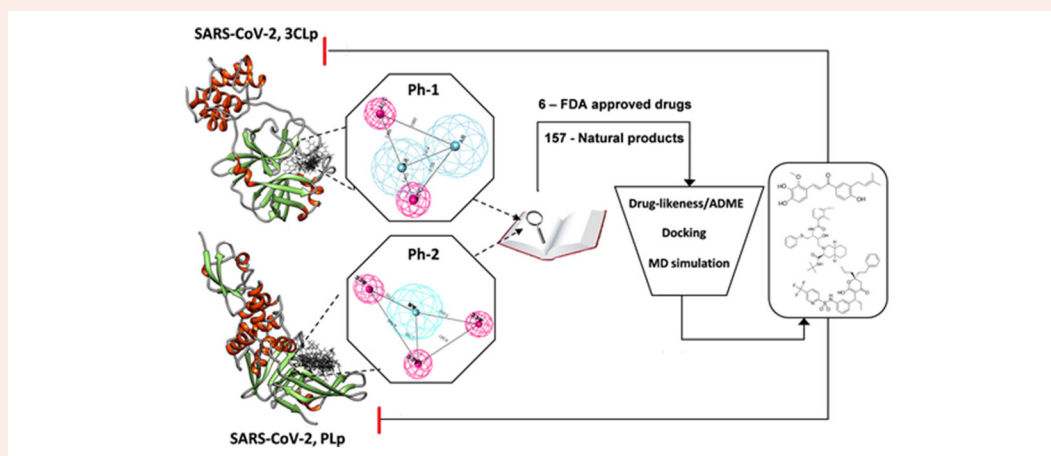 SARS-CoV-2, 3CLp
Ph-1
6 – FDA approved drugs
157 - Natural products
Drug-likeness/ADME
Docking
MD simulation
Ph-2
SARS-CoV-2, PLp